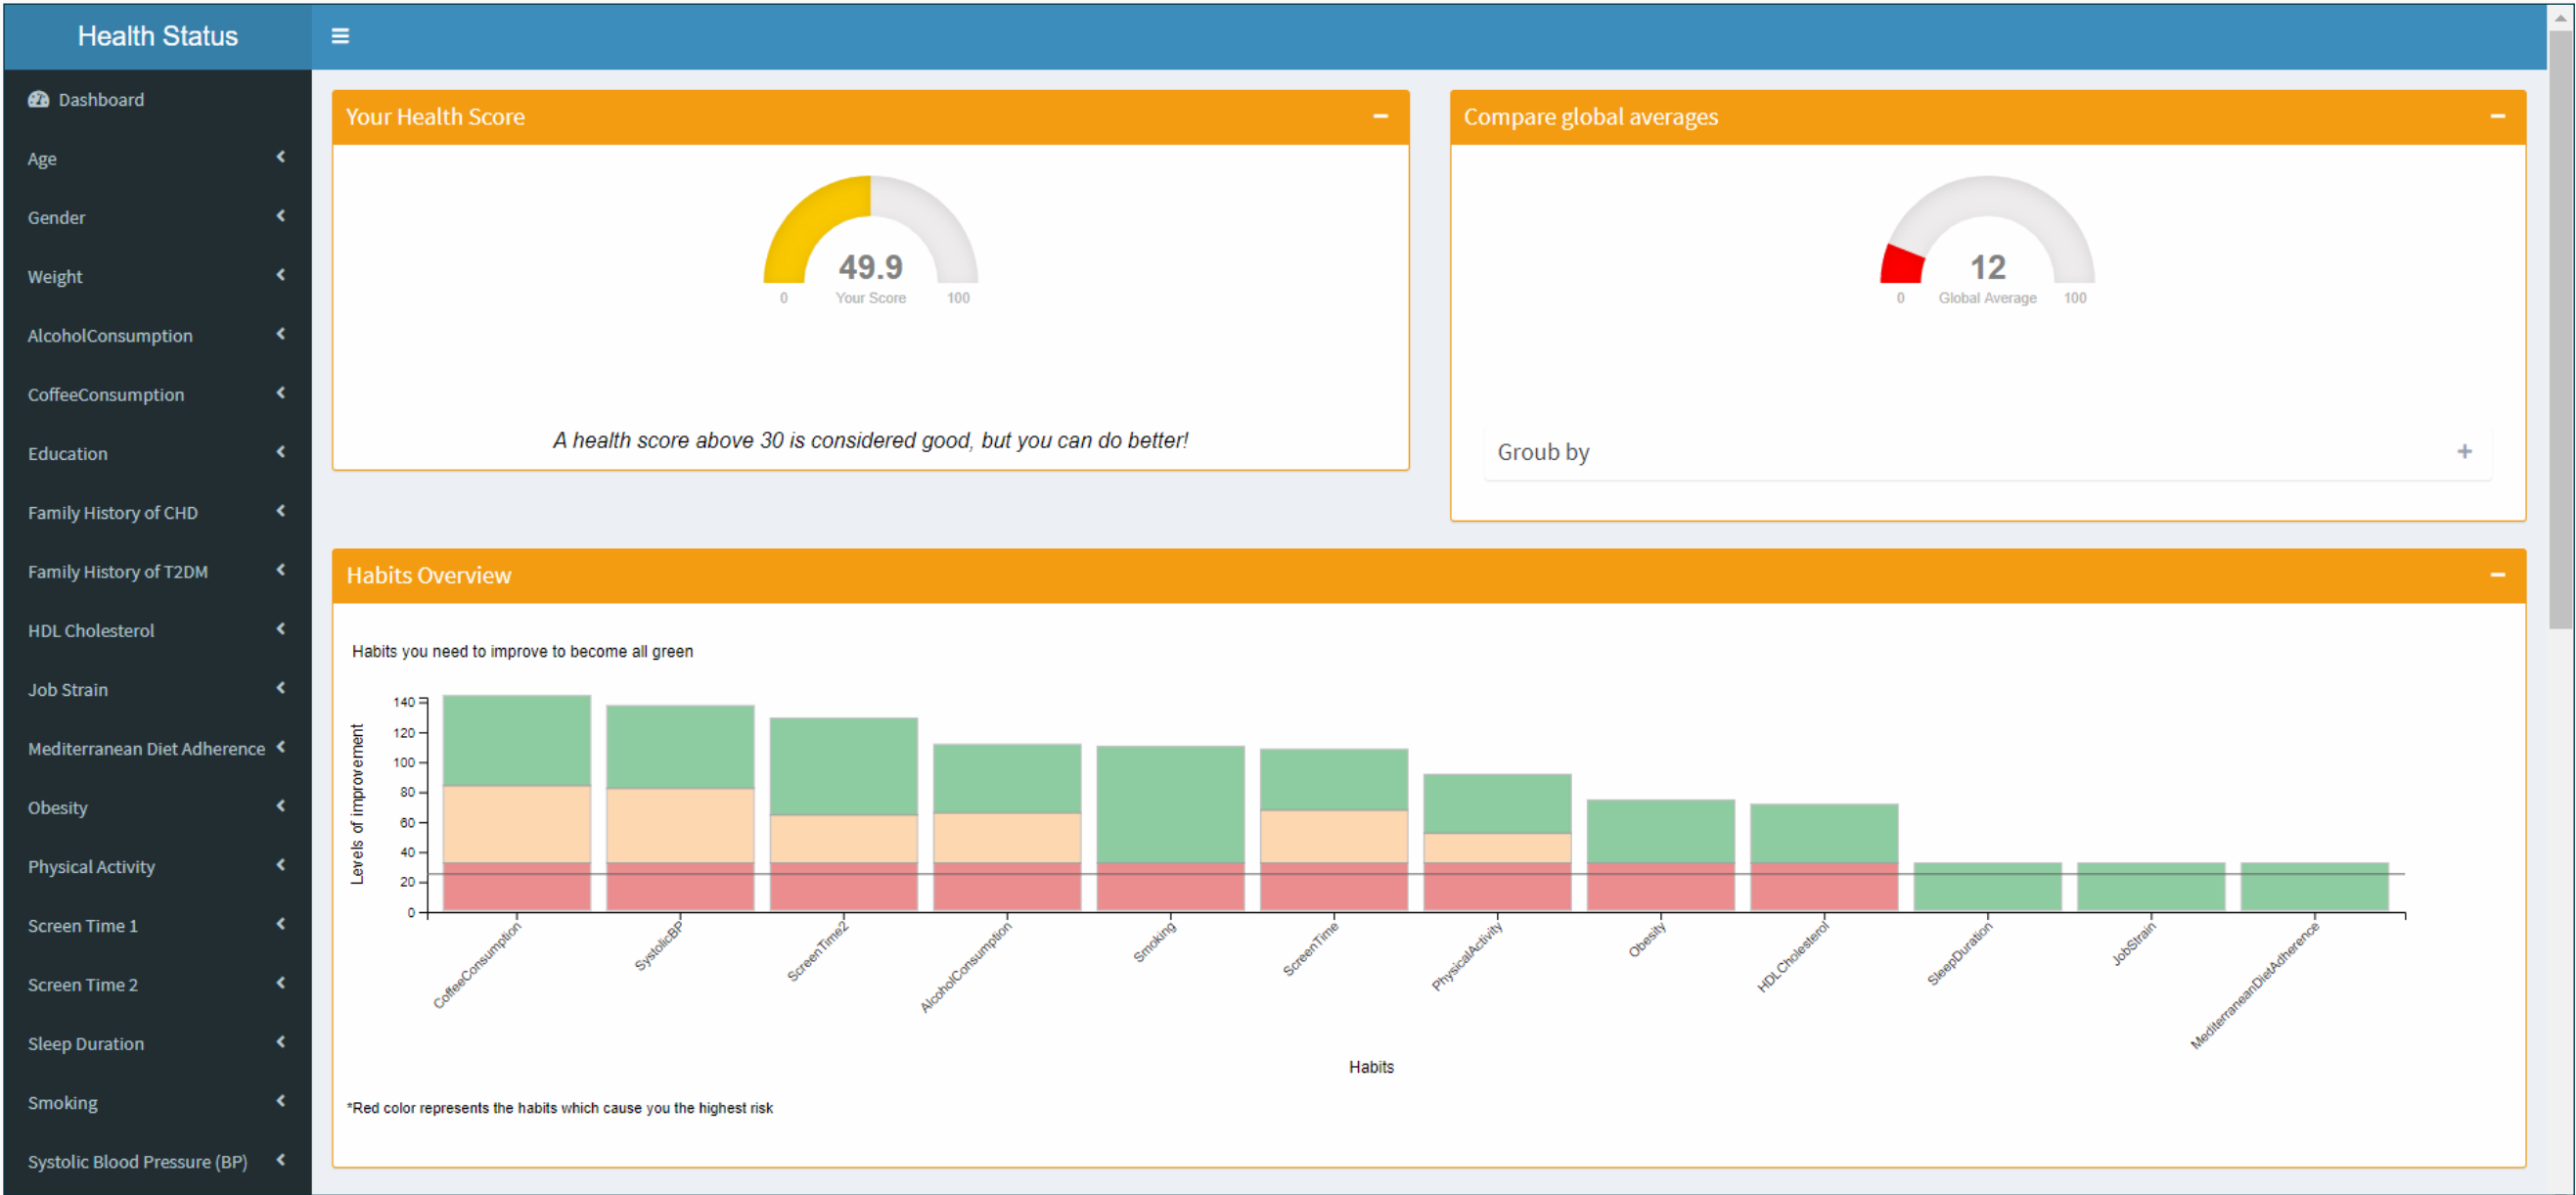 Health Status
Dashboard
Age
Gender
Weight
AlcoholConsumption
CoffeeConsumption
Education
Family History of CHD
Family History of T2DM
HDL Cholesterol
Job Strain
Mediterranean Diet Adherence
Obesity
Physical Activity
Screen Time 1
Screen Time 2
Sleep Duration
Smoking
Systolic Blood Pressure (BP)
Your Health Score
49.9
0 Your Score 100
A health score above 30 is considered good, but you can do better!
Compare global averages
12
0 Global Average 100
Groub by
Habits Overview
Habits you need to improve to become all green
Levels of improvement
140
120
100
80
60
40
20
0
CoffeeConsumption
SystolicBP
ScreenTime2
AlcoholConsumption
Smoking
ScreenTime
PhysicalActivity
Obesity
HDLCholesterol
SleepDuration
JobStrain
MediterraneanDietAdherence
Habits
*Red color represents the habits which cause you the highest risk